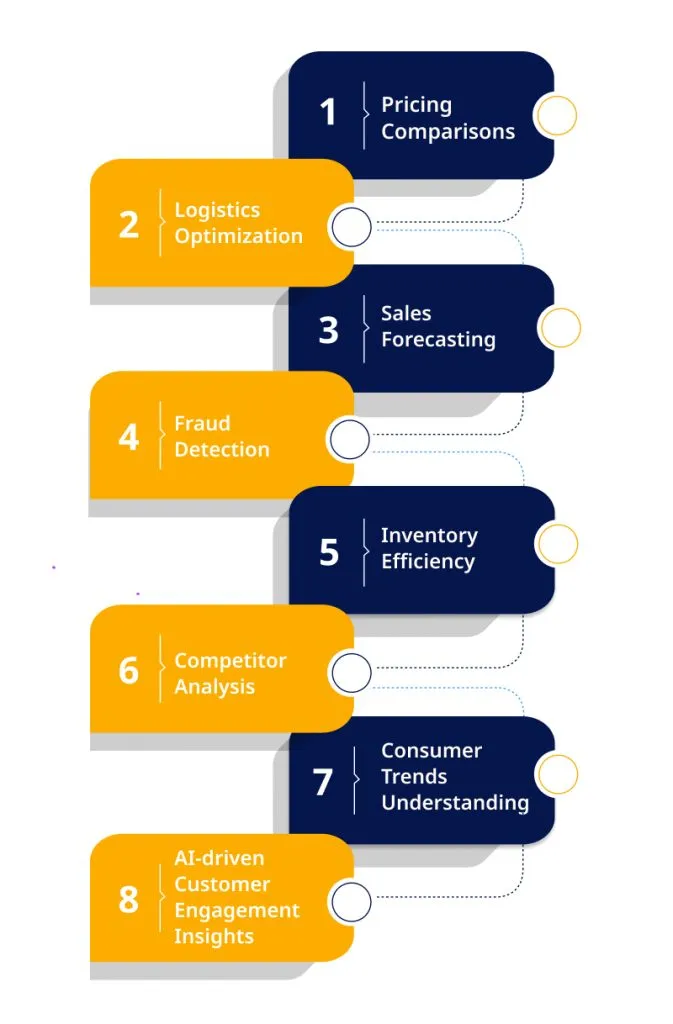 1
Pricing
Comparisons
2
Logistics
Optimization
3
Sales
Forecasting
4
Fraud
Detection
5
Inventory
Efficiency
6
Competitor
Analysis
7
Consumer
Trends
Understanding
8
AI-driven
Customer
Engagement
Insights